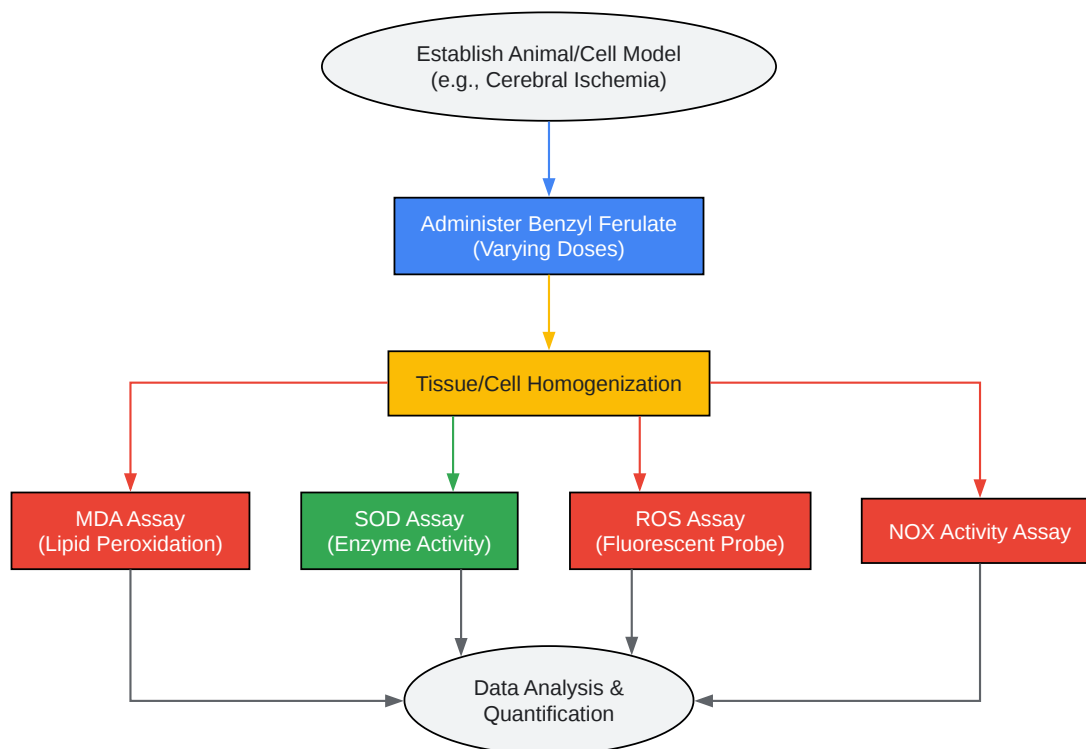 Establish Animal/Cell Model
(e.g., Cerebral Ischemia)
Administer Benzyl Ferulate
(Varying Doses)
Tissue/Cell Homogenization
MDA Assay
(Lipid Peroxidation)
SOD Assay
(Enzyme Activity)
ROS Assay
(Fluorescent Probe)
NOX Activity Assay
Data Analysis &
Quantification